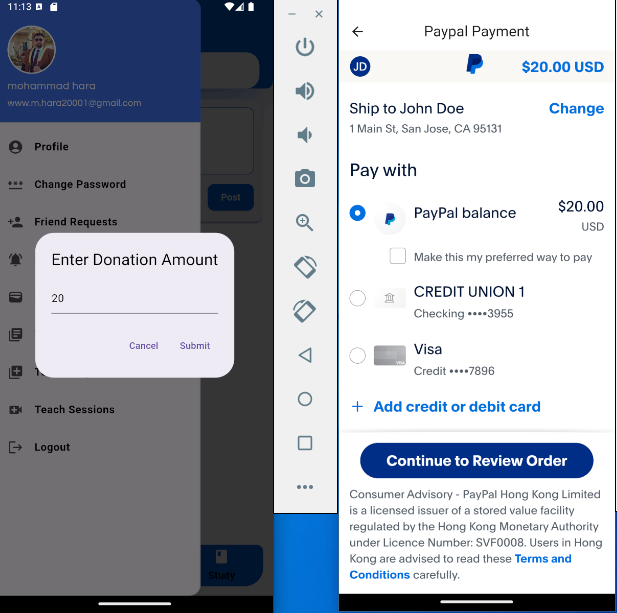 11:13
mohammad hara
www.m.hara20001@gmail.com
Profile
Change Password
Friend Requests
Post
Enter Donation Amount
20
Cancel
Submit
Teach Sessions
Logout
Study
Paypal Payment
JD
$20.00 USD
Ship to John Doe
Change
1 Main St, San Jose, CA 95131
Pay with
PayPal balance
$20.00
USD
Make this my preferred way to pay
CREDIT UNION 1
Checking ••••3955
Visa
VISA
Credit ••••7896
+ Add credit or debit card
Continue to Review Order
Consumer Advisory - PayPal Hong Kong Limited
is a licensed issuer of a stored value facility
regulated by the Hong Kong Monetary Authority
under Licence Number: SVF0008. Users in Hong
Kong are advised to read these Terms and
Conditions carefully.